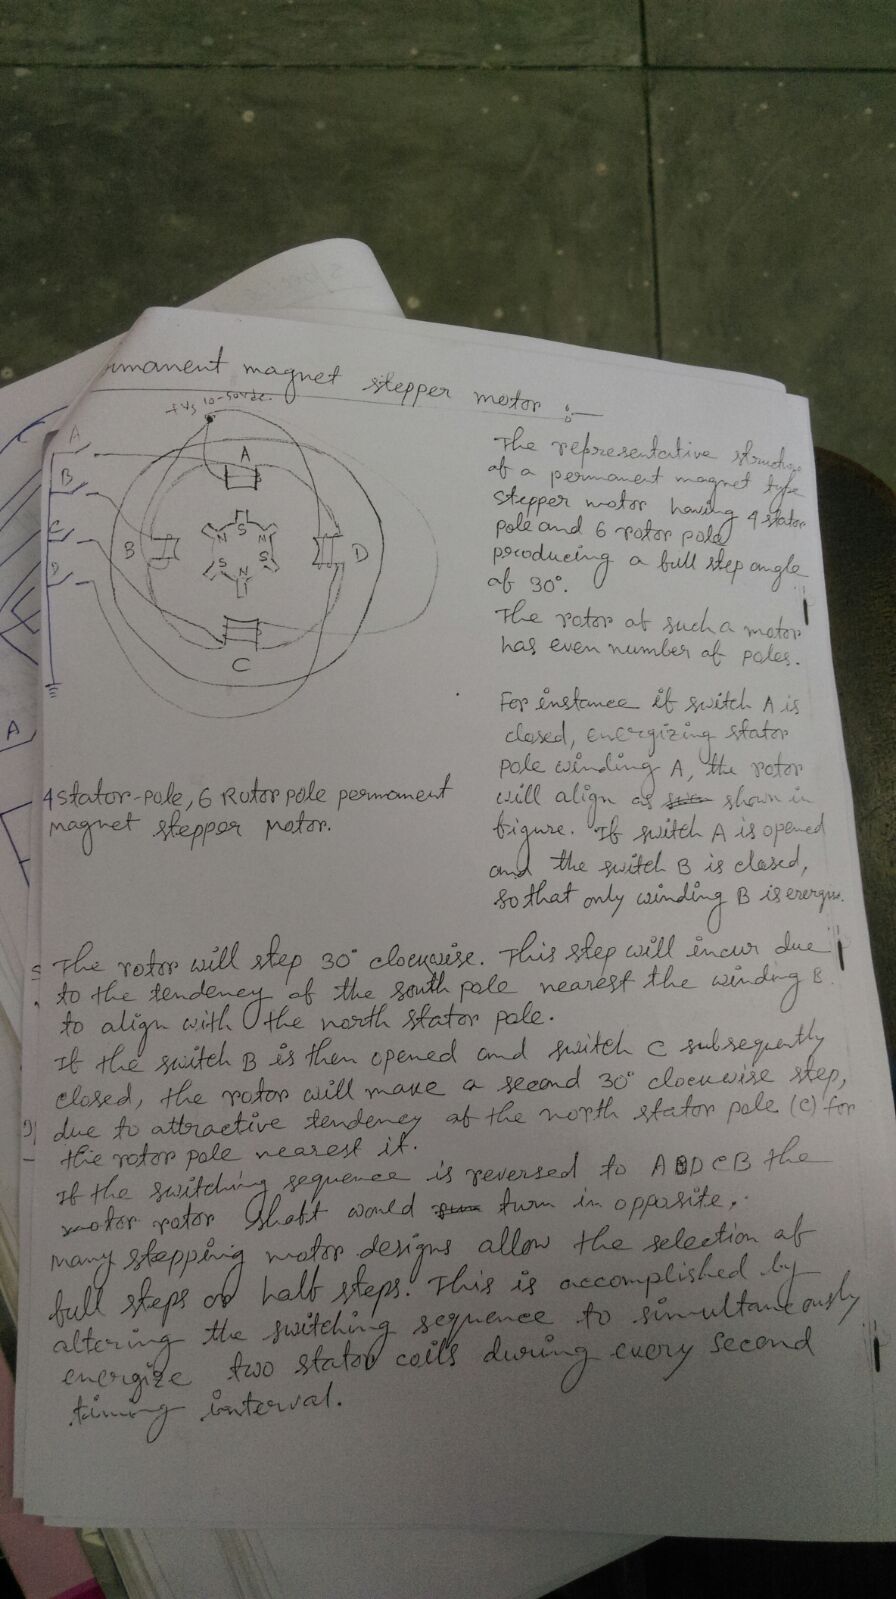 rmanent magnet stepper motor :-
A
B
C
D
A
B
D
C
S
N
N
S
S
N
The representative structure
of a permanent magnet type
stepper motor having 4 stator
pole and 6 rotor pole
producing a full step angle
of 30°.
The rotor of such a motor
has even number of poles.
For instance if switch A is
closed, energizing stator
pole winding A, the rotor
will align as shown in
figure. If switch A is opened
and the switch B is closed,
so that only winding B is
4 stator-pole, 6 Rotor pole permanent
magnet stepper Motor.
The rotor will step 30° clockwise. This step will incur due
to the tendency of the south pole nearest the winding B
to align with the north stator pole.
If the switch B is then opened and switch C subsequently
closed, the rotor will make a second 30° clockwise step,
due to attractive tendency of the north stator pole (C) for
the rotor pole nearest it.
If the switching sequence is reversed to ADCB the
rotor shaft would turn in opposite.
many stepping motor designs allow the selection of
full steps or half steps. This is accomplished by
altering the switching sequence to simultaneously
energize two stator coils during every second
timing interval.
A